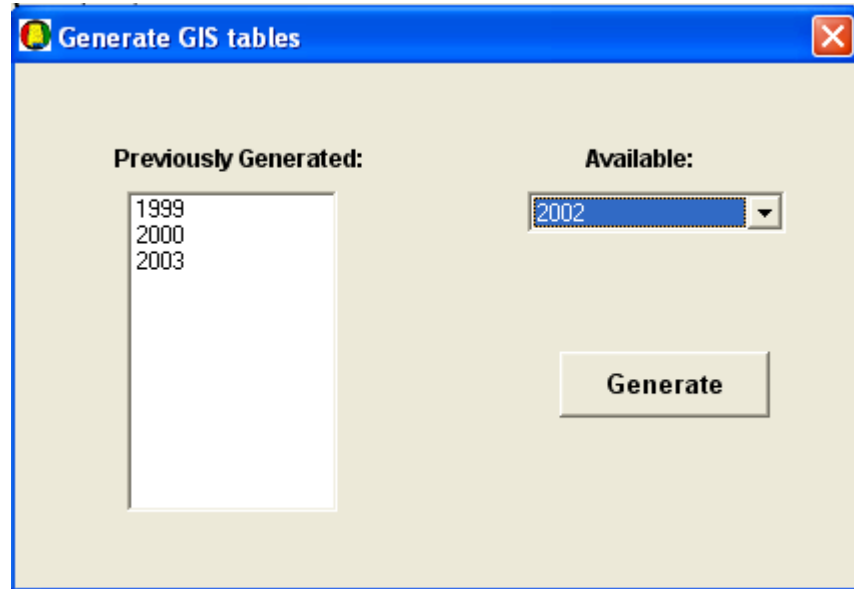 Generate GIS tables
Previously Generated:
Available:
1999
2000
2003
2002
Generate